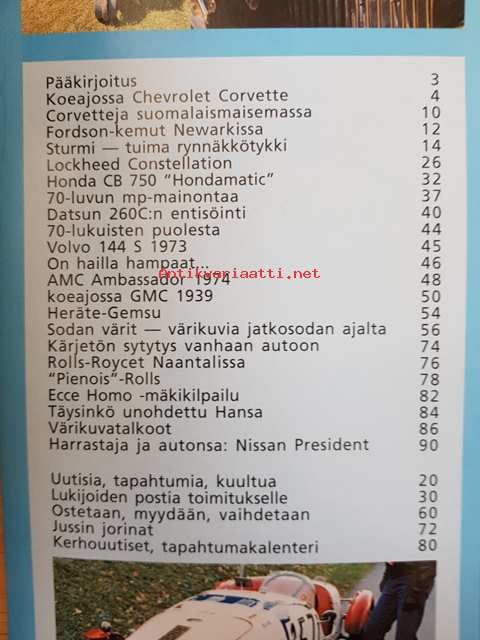 Pääkirjoitus 3
Koeajossa Chevrolet Corvette 4
Corvetteja suomalaismaisemassa 10
Fordson-kemut Newarkissa 12
Sturmi — tuima rynnäkkötykki 14
Lockheed Constellation 26
Honda CB 750 “Hondamatic” 32
70-luvun mp-mainontaa 37
Datsun 260C:n entisöinti 40
70-lukuisten puolesta 44
Volvo 144 S 1973 45
On hailla hampaat... 46
Antikvariaatti.net
AMC Ambassador 1974 48
koeajossa GMC 1939 50
Heräte-Gemsu 54
Sodan värit — värikuvia jatkosodan ajalta 56
Kärjetön sytytys vanhaan autoon 74
Rolls-Roycet Naantalissa 76
“Pienois”-Rolls 78
Ecce Homo -mäkikilpailu 82
Täysinkö unohdettu Hansa 84
Värikuvatalkoot 86
Harrastaja ja autonsa: Nissan President 90
Uutisia, tapahtumia, kuultua 20
Lukijoiden postia toimitukselle 30
Ostetaan, myydään, vaihdetaan 60
Jussin jorinat 72
Kerhouutiset, tapahtumakalenteri 80